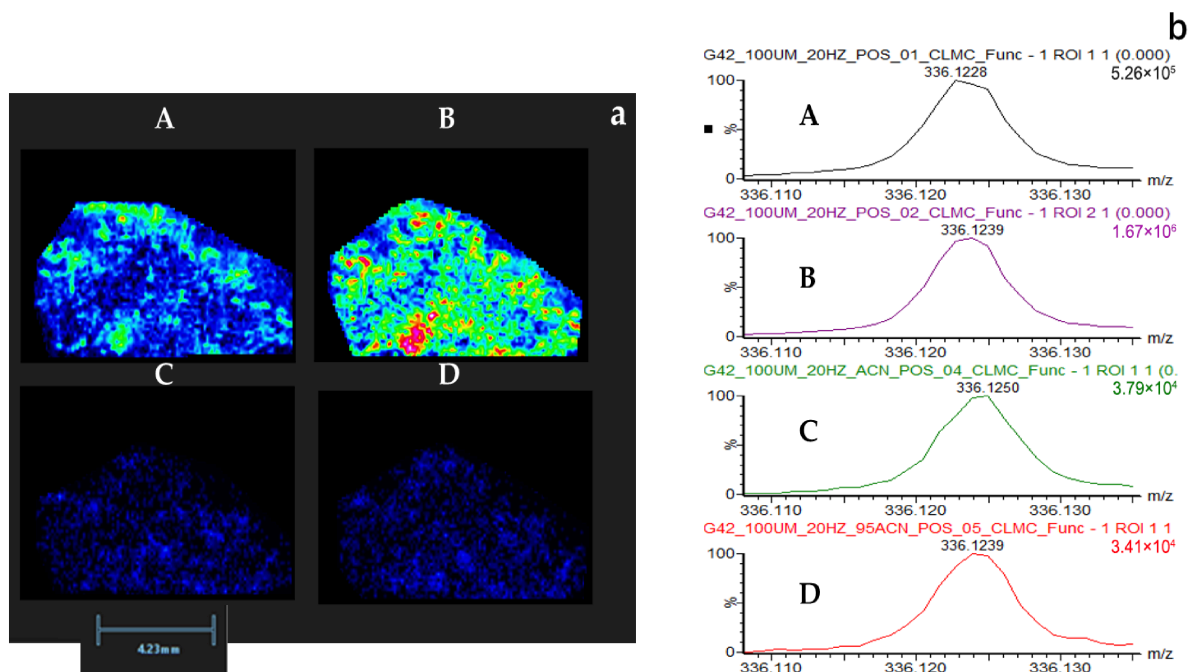 A B a
C D
4.23mm
b
G42_100UM_20HZ_POS_01_CLMC_Func - 1 ROI 1 1 (0.000)
336.1228
5.26×10⁵
100
A
%
0
336.110 336.120 336.130 m/z
G42_100UM_20HZ_POS_02_CLMC_Func - 1 ROI 2 1 (0.000)
336.1239
1.67×10⁶
100
B
%
0
336.110 336.120 336.130 m/z
G42_100UM_20HZ_ACN_POS_04_CLMC_Func - 1 ROI 1 1 (0.
336.1250
3.79×10⁴
100
C
%
0
336.110 336.120 336.130 m/z
G42_100UM_20HZ_95ACN_POS_05_CLMC_Func - 1 ROI 1 1
336.1239
3.41×10⁴
100
D
%
0
336.110 336.120 336.130 m/z